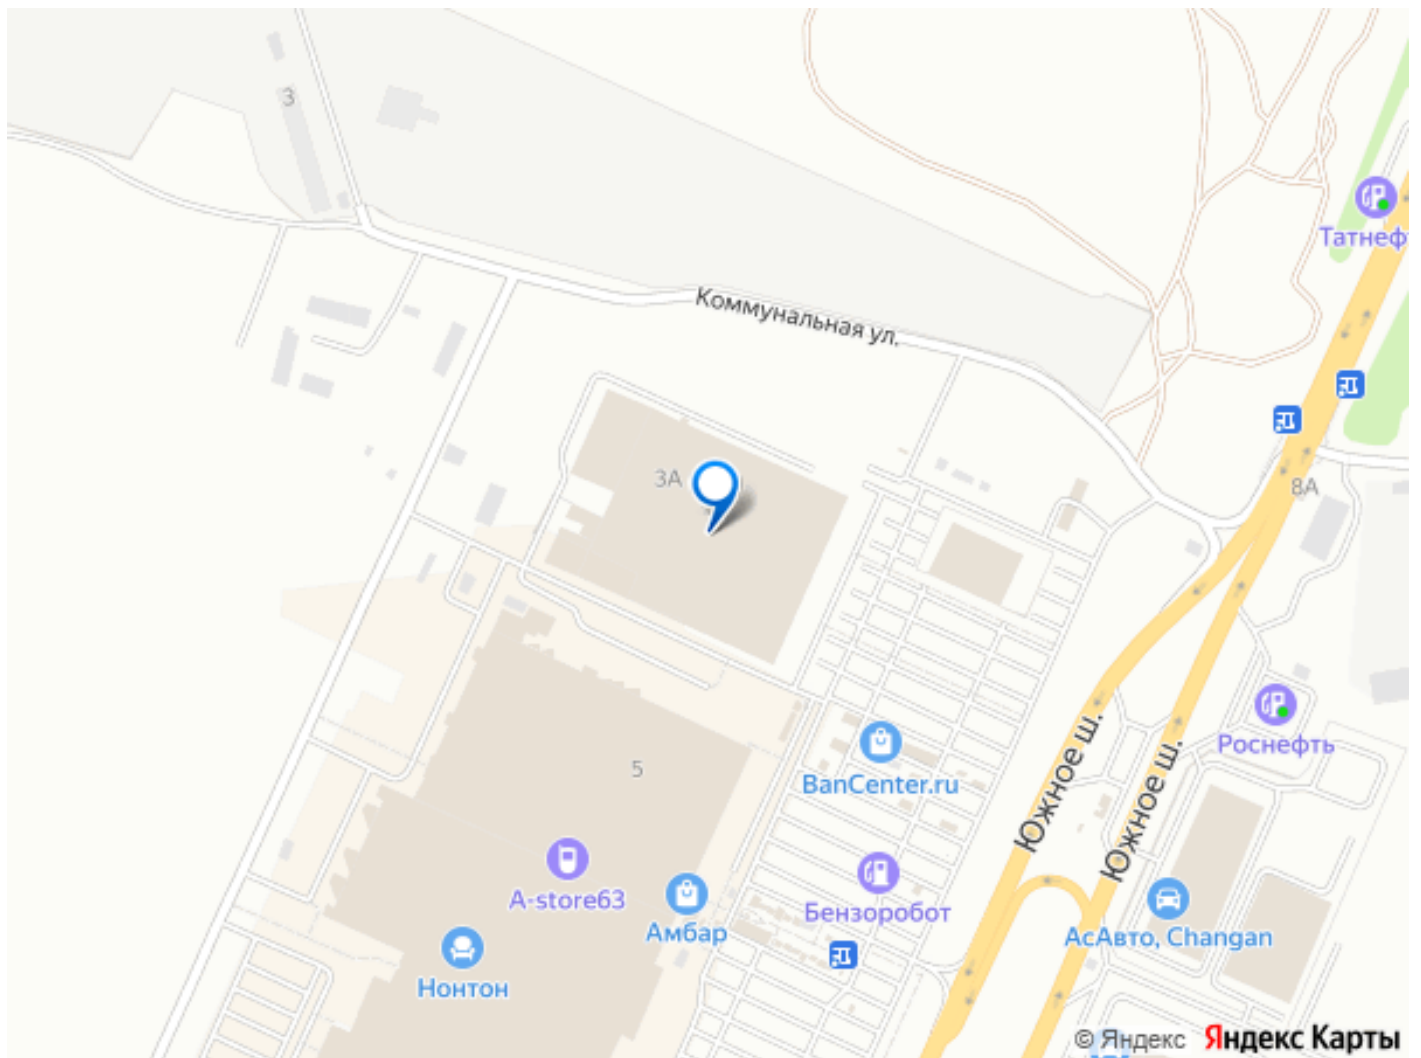 3
Татнефт
Коммунальная ул.
3А
8А
Южное ш.
Южное ш.
Роснефть
BanCenter.ru
5
A-store63
Бензоробот
Амбар
АсАвто, Changan
Нонтон
© Яндекс Яндекс Карты